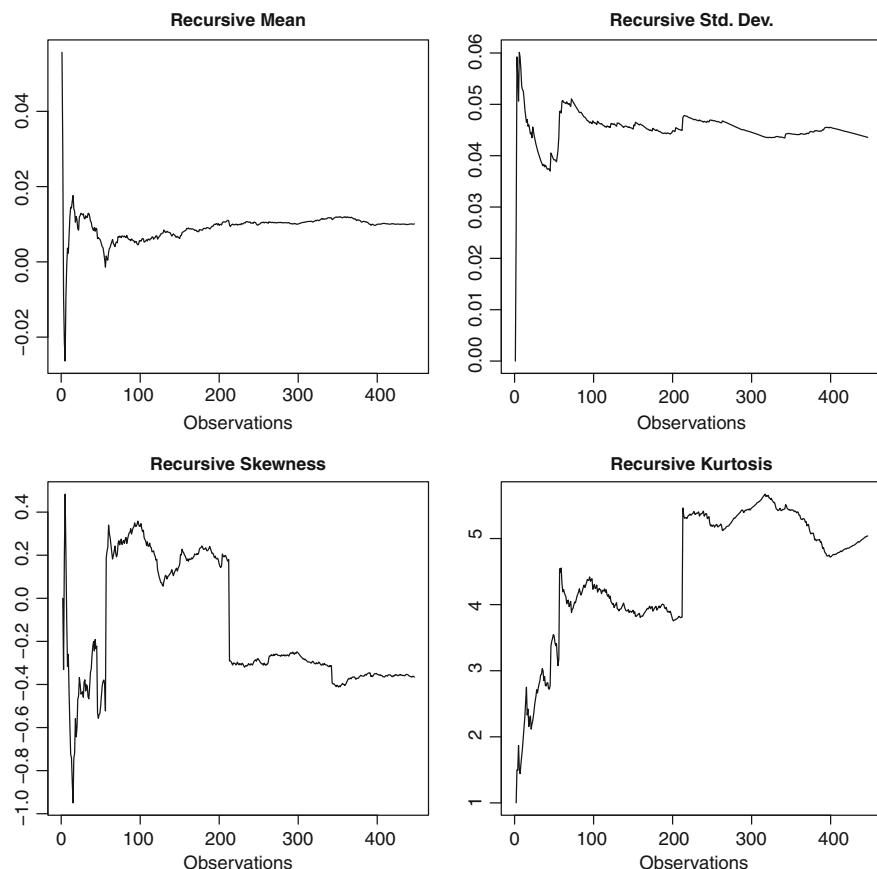 Recursive Mean
0.04
0.02
0.00
−0.02
0 100 200 300 400
Observations
Recursive Std. Dev.
0.06
0.05
0.04
0.03
0.02
0.01
0.00
0 100 200 300 400
Observations
Recursive Skewness
0.4
0.2
0.0
−0.2
−0.4
−0.6
−0.8
−1.0
0 100 200 300 400
Observations
Recursive Kurtosis
5
4
3
2
1
0 100 200 300 400
Observations